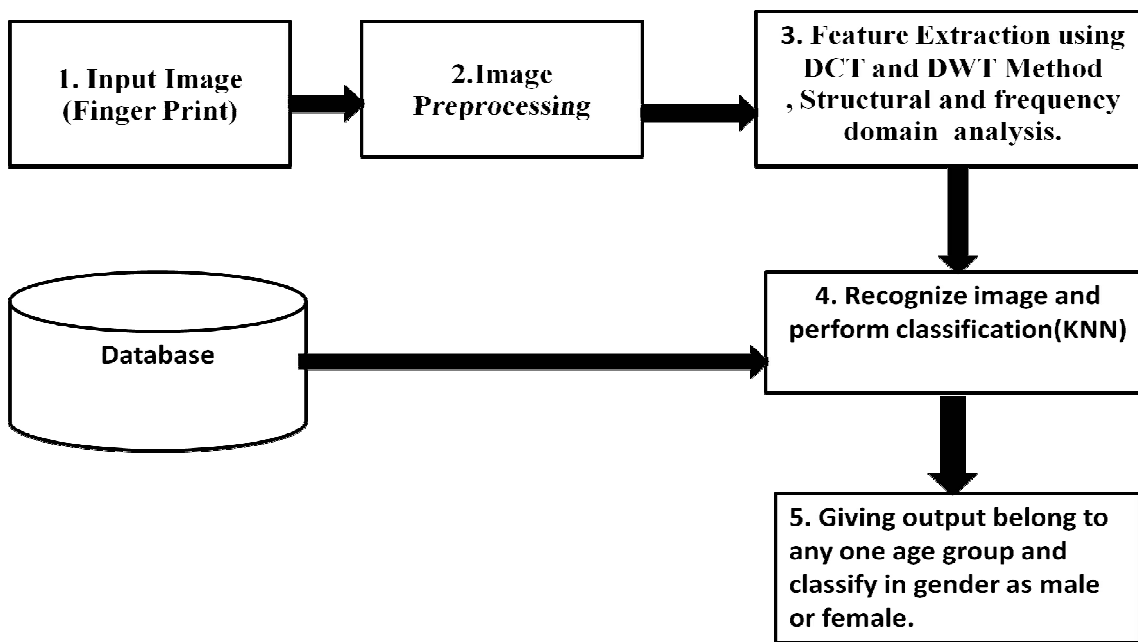 1. Input Image
(Finger Print)
2.Image
Preprocessing
3. Feature Extraction using
DCT and DWT Method
, Structural and frequency
domain analysis.
Database
4. Recognize image and
perform classification(KNN)
5. Giving output belong to
any one age group and
classify in gender as male
or female.